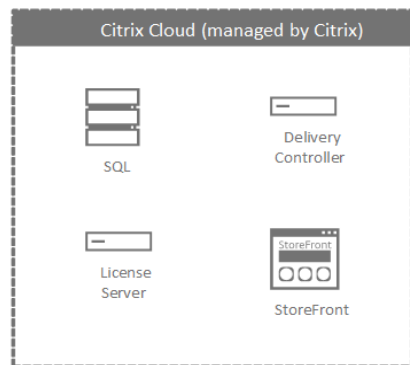 Citrix Cloud (managed by Citrix)
SQL
Delivery
Controller
License
Server
StoreFront
StoreFront